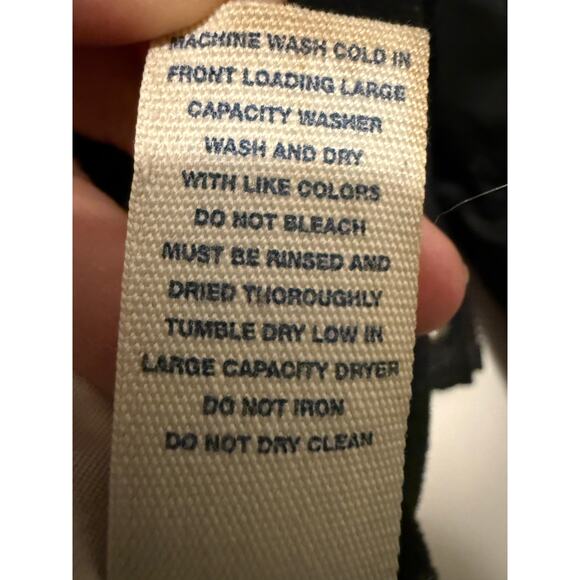 MACHINE WASH COLD IN
FRONT LOADING LARGE
CAPACITY WASHER
WASH AND DRY
WITH LIKE COLORS
DO NOT BLEACH
MUST BE RINSED AND
DRIED THOROUGHLY
TUMBLE DRY LOW IN
LARGE CAPACITY DRYER
DO NOT IRON
DO NOT DRY CLEAN